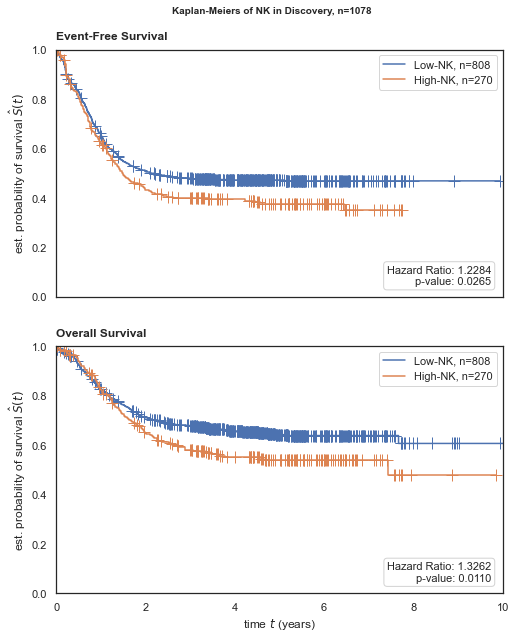 Kaplan-Meiers of NK in Discovery, n=1078
Event-Free Survival
1.0
0.8
0.6
0.4
0.2
0.0
est. probability of survival Ŝ(t)
Low-NK, n=808
High-NK, n=270
Hazard Ratio: 1.2284
p-value: 0.0265
Overall Survival
1.0
0.8
0.6
0.4
0.2
0.0
est. probability of survival Ŝ(t)
Low-NK, n=808
High-NK, n=270
Hazard Ratio: 1.3262
p-value: 0.0110
0 2 4 6 8 10
time t (years)